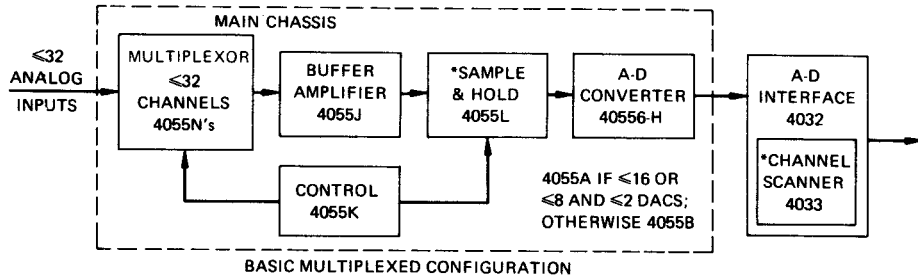 MAIN CHASSIS
≤32
ANALOG
INPUTS
MULTIPLEXOR
≤32
CHANNELS
4055N's
BUFFER
AMPLIFIER
4055J
*SAMPLE
& HOLD
4055L
A-D
CONVERTER
40556-H
A-D
INTERFACE
4032
*CHANNEL
SCANNER
4033
CONTROL
4055K
4055A IF ≤16 OR
≤8 AND ≤2 DACS;
OTHERWISE 4055B
BASIC MULTIPLEXED CONFIGURATION